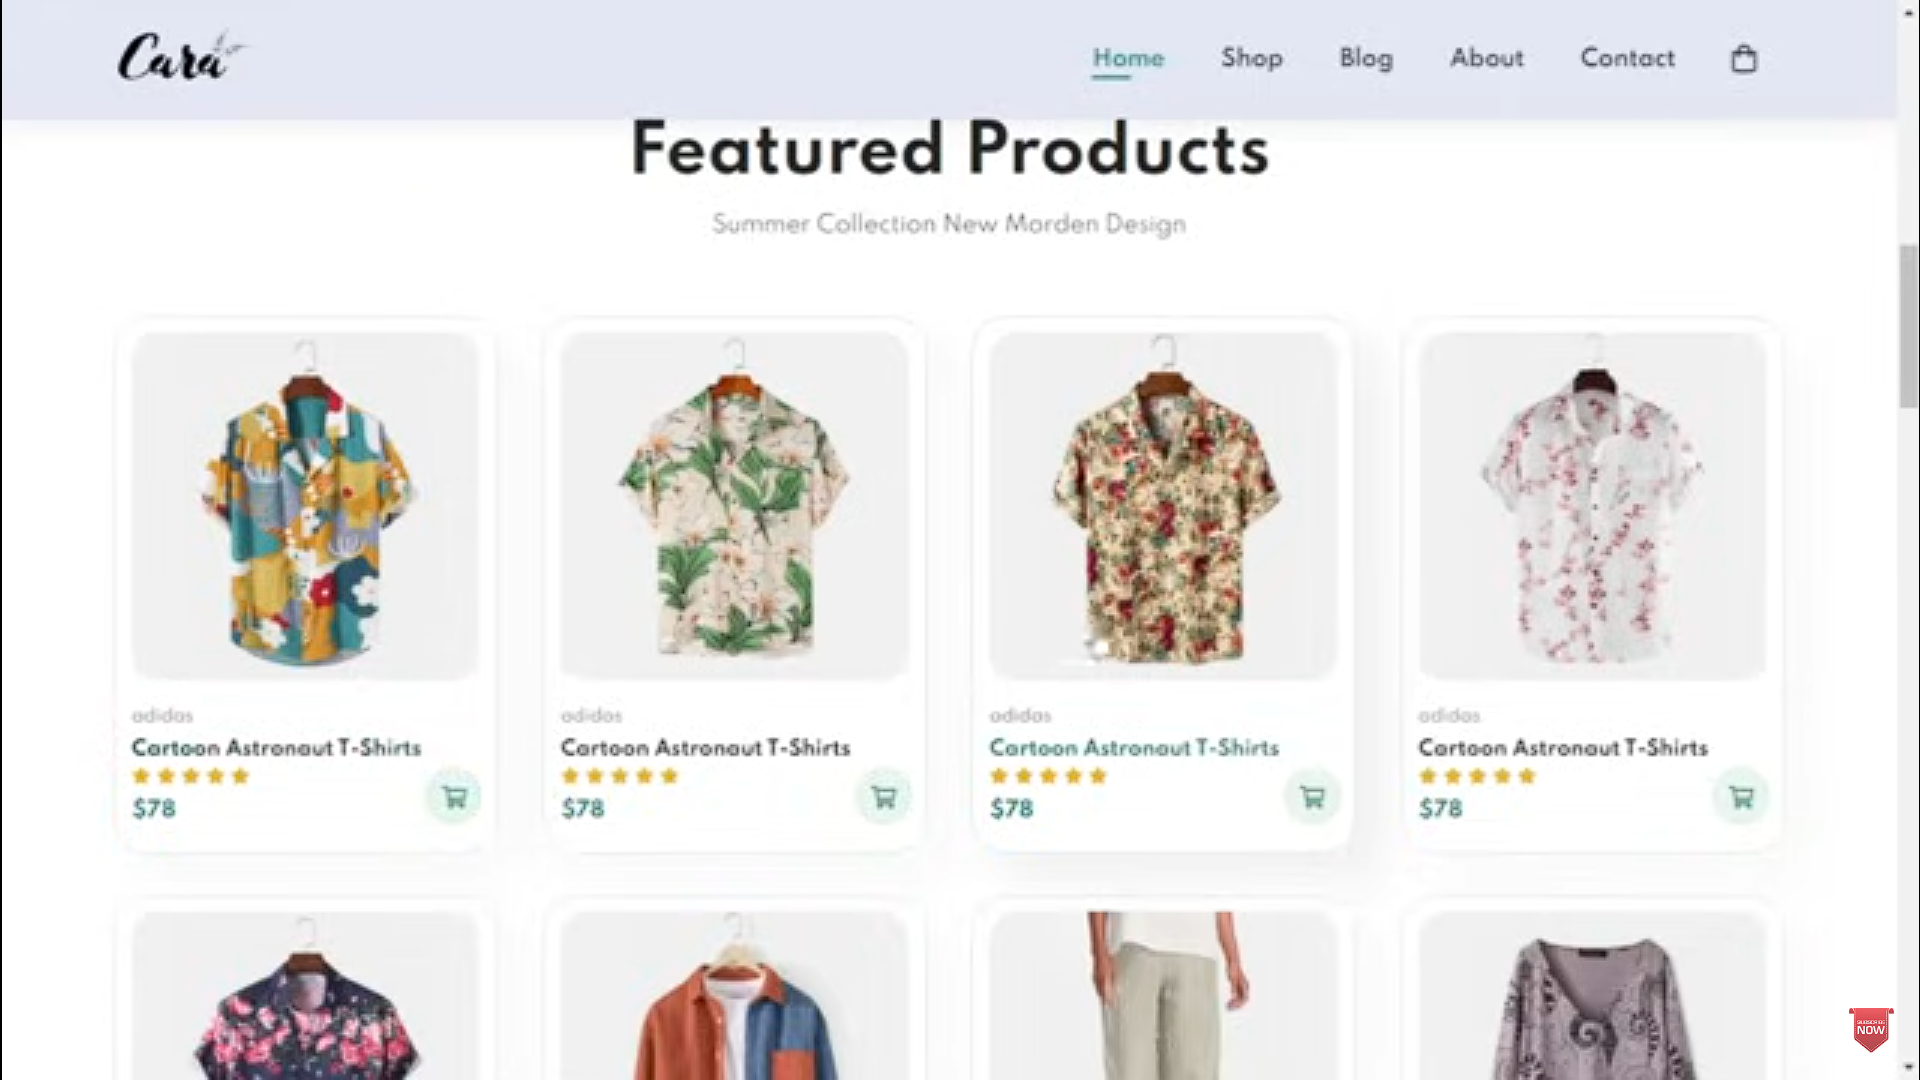 Cara
Home Shop Blog About Contact
Featured Products
Summer Collection New Morden Design
adidas adidas adidas adidas
Cartoon Astronaut T-Shirts Cartoon Astronaut T-Shirts Cartoon Astronaut T-Shirts Cartoon Astronaut T-Shirts
$78 $78 $78 $78
SUBSCRIBE
NOW